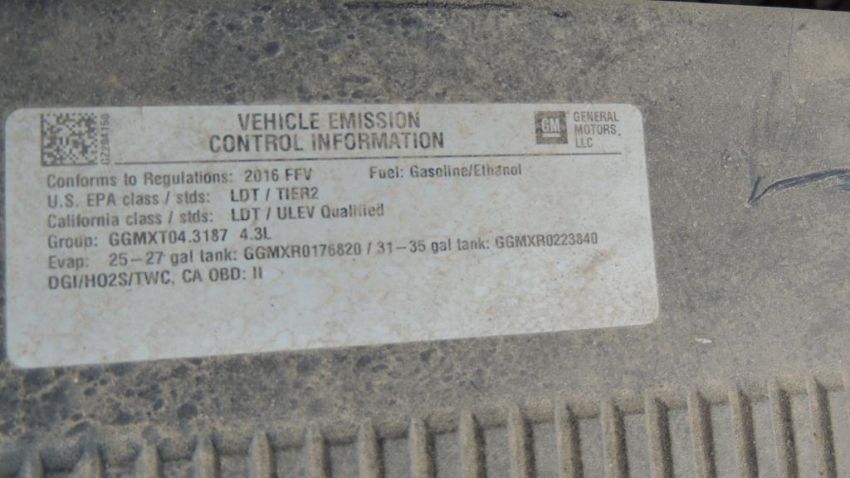 VEHICLE EMISSION
CONTROL INFORMATION
GM
GENERAL
MOTORS,
LLC
Conforms to Regulations: 2016 FFV Fuel: Gasoline/Ethanol
U.S. EPA class / stds: LDT / TIER2
California class / stds: LDT / ULEV Qualified
Group: GGMXT04.3187 4.3L
Evap: 25-27 gal tank: GGMXR0176820 / 31-35 gal tank: GGMXR0223840
DGI/HO2S/TWC, CA OBD: II